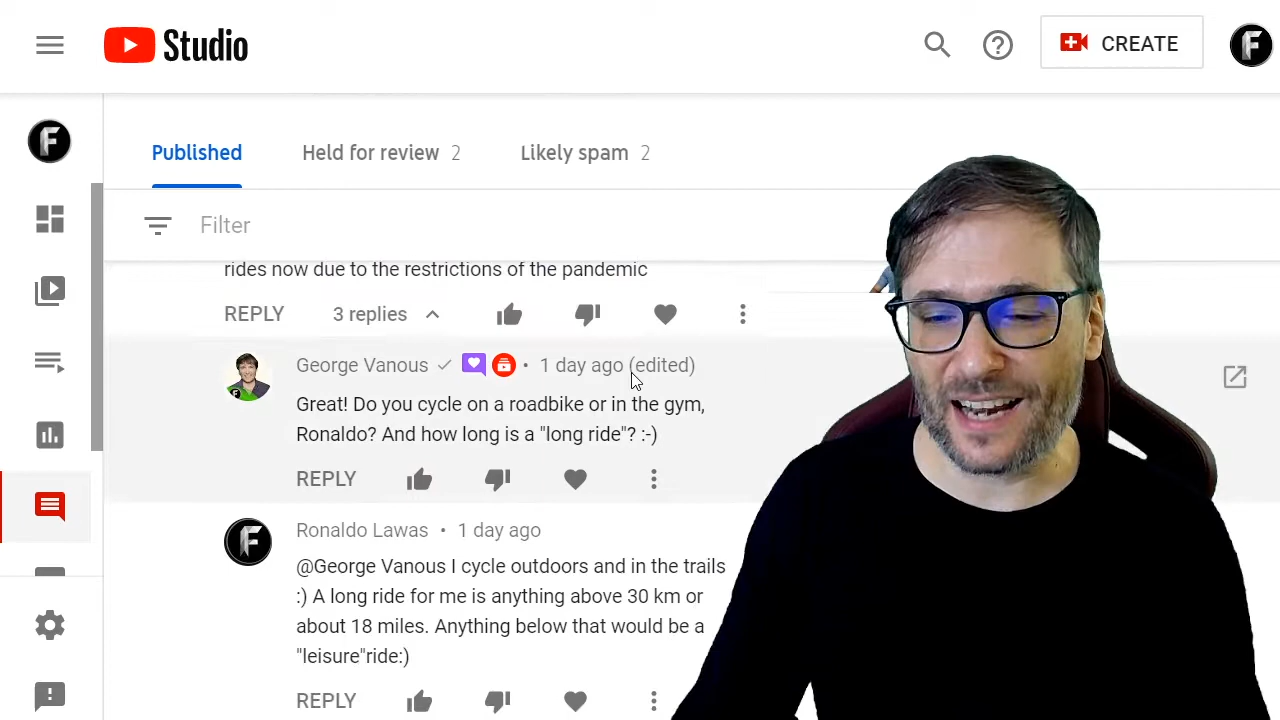 Studio
CREATE
F
F
Published
Held for review 2
Likely spam 2
Filter
rides now due to the restrictions of the pandemic
REPLY 3 replies
George Vanous ✓ • 1 day ago (edited)
Great! Do you cycle on a roadbike or in the gym,
Ronaldo? And how long is a "long ride"? :-)
REPLY
F
Ronaldo Lawas • 1 day ago
@George Vanous I cycle outdoors and in the trails
:) A long ride for me is anything above 30 km or
about 18 miles. Anything below that would be a
"leisure"ride:)
REPLY